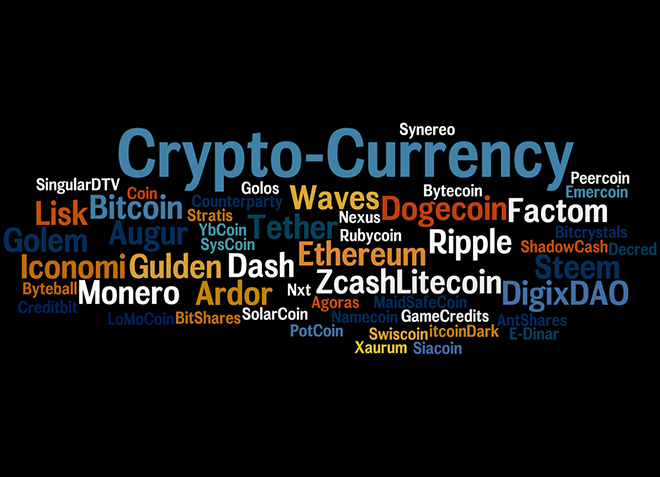 Synereo
Crypto-Currency
SingularDTV Coin Golos Bytecoin Peercoin
Emercoin
Lisk Bitcoin Counterparty Waves Dogecoin Factom
Stratis Nexus
Golem Augur YbCoin Tether Rubycoin Ripple Bitcrystals
SysCoin Ethereum ShadowCash Decred
Iconomi Gulden Dash ZcashLitecoin Steem
Byteball Monero Ardor Nxt DigixDAO
Creditbit Agoras MaidSafeCoin
LoMoCoin BitShares SolarCoin Namecoin GameCredits AntShares
PotCoin Swiscoin itcoinDark E-Dinar
Xaurum Siacoin